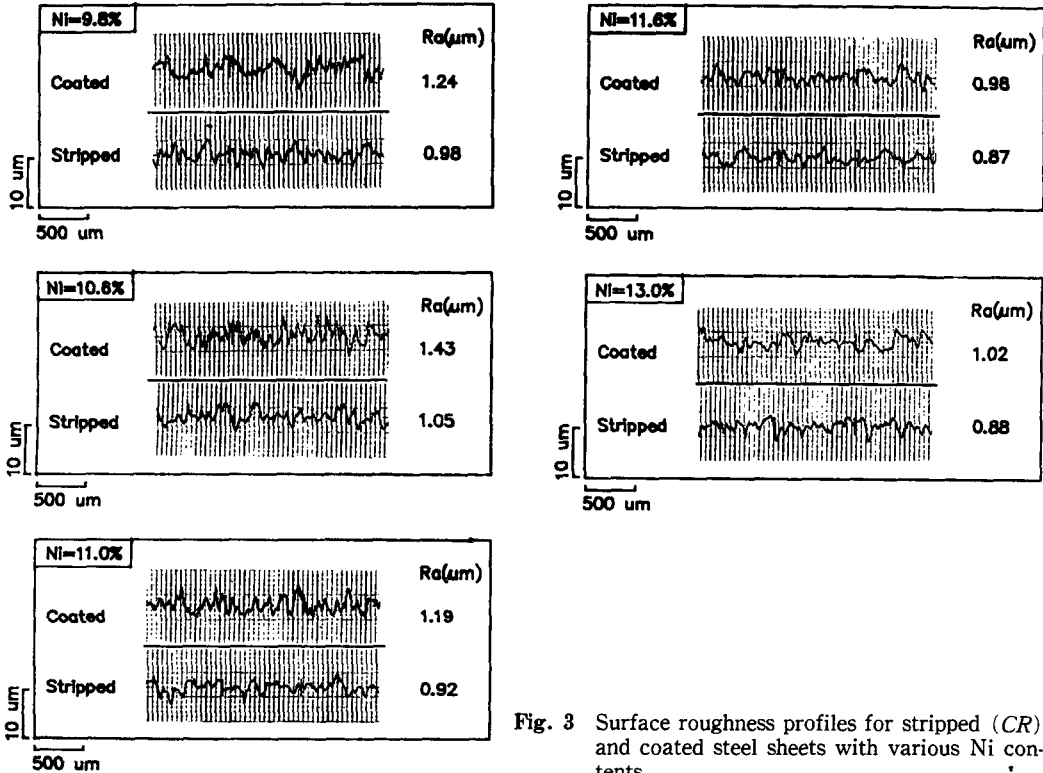 Ni=9.8%
Ra(μm)
Coated
1.24
Stripped
0.98
10 um
500 um
Ni=11.6%
Ra(μm)
Coated
0.98
Stripped
0.87
10 um
500 um
Ni=10.6%
Ra(μm)
Coated
1.43
Stripped
1.05
10 um
500 um
Ni=13.0%
Ra(μm)
Coated
1.02
Stripped
0.88
10 um
500 um
Ni=11.0%
Ra(μm)
Coated
1.19
Stripped
0.92
10 um
500 um
Fig. 3 Surface roughness profiles for stripped (CR)
and coated steel sheets with various Ni con-
tents